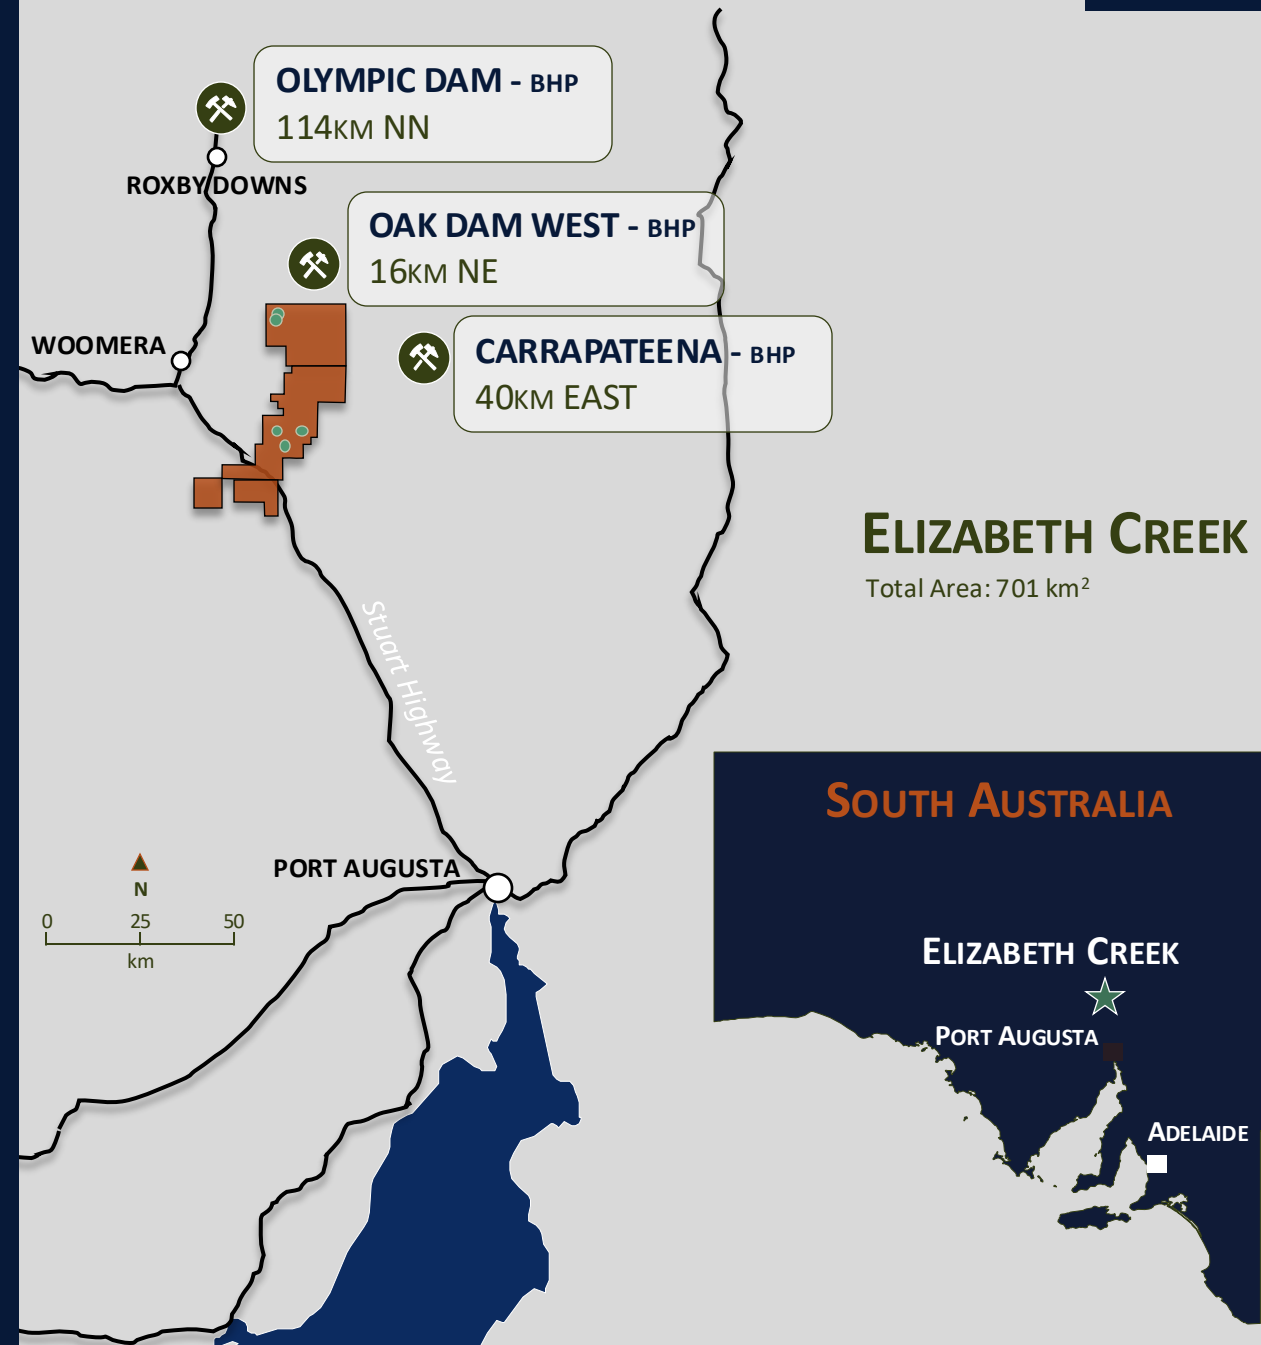 OLYMPIC DAM - BHP
114KM NN
ROXBY DOWNS
OAK DAM WEST - BHP
16KM NE
WOOMERA
CARRAPATEENA - BHP
40KM EAST
ELIZABETH CREEK
Total Area: 701 km²
Stuart Highway
SOUTH AUSTRALIA
PORT AUGUSTA
N
0 25 50
km
ELIZABETH CREEK
PORT AUGUSTA
ADELAIDE